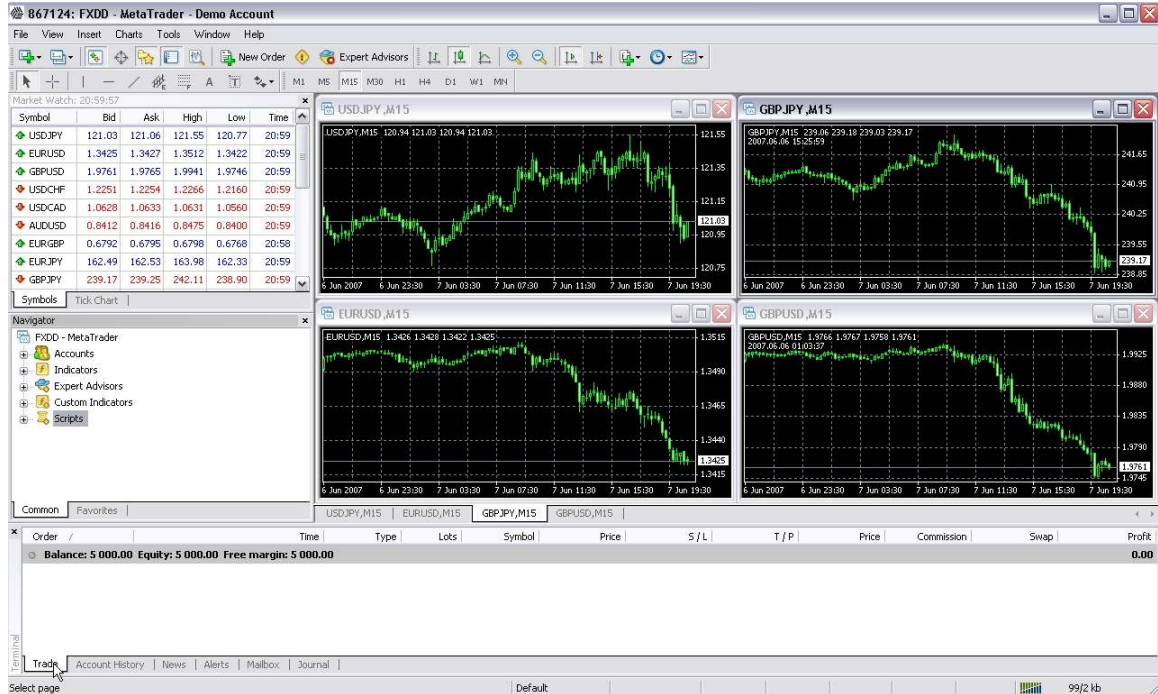 867124: FXDD - MetaTrader - Demo Account
File View Insert Charts Tools Window Help
New Order Expert Advisors
A T M1 M5 M15 M30 H1 H4 D1 W1 MN
Market Watch: 20:59:57
Symbol Bid Ask High Low Time
USDJPY 121.03 121.06 121.55 120.77 20:59
EURUSD 1.3425 1.3427 1.3512 1.3422 20:59
GBPUSD 1.9761 1.9765 1.9941 1.9746 20:59
USDCHF 1.2251 1.2254 1.2266 1.2160 20:59
USDCAD 1.0628 1.0633 1.0631 1.0560 20:59
AUDUSD 0.8412 0.8416 0.8475 0.8400 20:59
EURGBP 0.6792 0.6795 0.6798 0.6768 20:58
EURJPY 162.49 162.53 163.98 162.33 20:59
GBPJPY 239.17 239.25 242.11 238.90 20:59
Symbols Tick Chart
Navigator
FXDD - MetaTrader
Accounts
Indicators
Expert Advisors
Custom Indicators
Scripts
Common Favorites
USDJPY,M15
USDJPY,M15 120.94 121.03 120.94 121.03
121.55
121.35
121.15
121.03
120.95
120.75
6 Jun 2007 6 Jun 23:30 7 Jun 03:30 7 Jun 07:30 7 Jun 11:30 7 Jun 15:30 7 Jun 19:30
GBPJPY,M15
GBPJPY,M15 239.06 239.18 239.03 239.17
2007.06.06 15:25:59
241.65
240.95
240.25
239.55
239.17
238.85
6 Jun 2007 6 Jun 23:30 7 Jun 03:30 7 Jun 07:30 7 Jun 11:30 7 Jun 15:30 7 Jun 19:30
EURUSD,M15
EURUSD,M15 1.3426 1.3428 1.3422 1.3425
1.3515
1.3490
1.3465
1.3440
1.3425
1.3415
6 Jun 2007 6 Jun 23:30 7 Jun 03:30 7 Jun 07:30 7 Jun 11:30 7 Jun 15:30 7 Jun 19:30
GBPUSD,M15
GBPUSD,M15 1.9766 1.9767 1.9758 1.9761
2007.06.06 01:03:37
1.9925
1.9880
1.9835
1.9790
1.9761
1.9745
6 Jun 2007 6 Jun 23:30 7 Jun 03:30 7 Jun 07:30 7 Jun 11:30 7 Jun 15:30 7 Jun 19:30
USDJPY,M15 EURUSD,M15 GBPJPY,M15 GBPUSD,M15
Order / Time Type Lots Symbol Price S / L T / P Price Commission Swap Profit
Balance: 5 000.00 Equity: 5 000.00 Free margin: 5 000.00 0.00
Terminal
Trade Account History News Alerts Mailbox Journal
Select page Default 99/2 kb